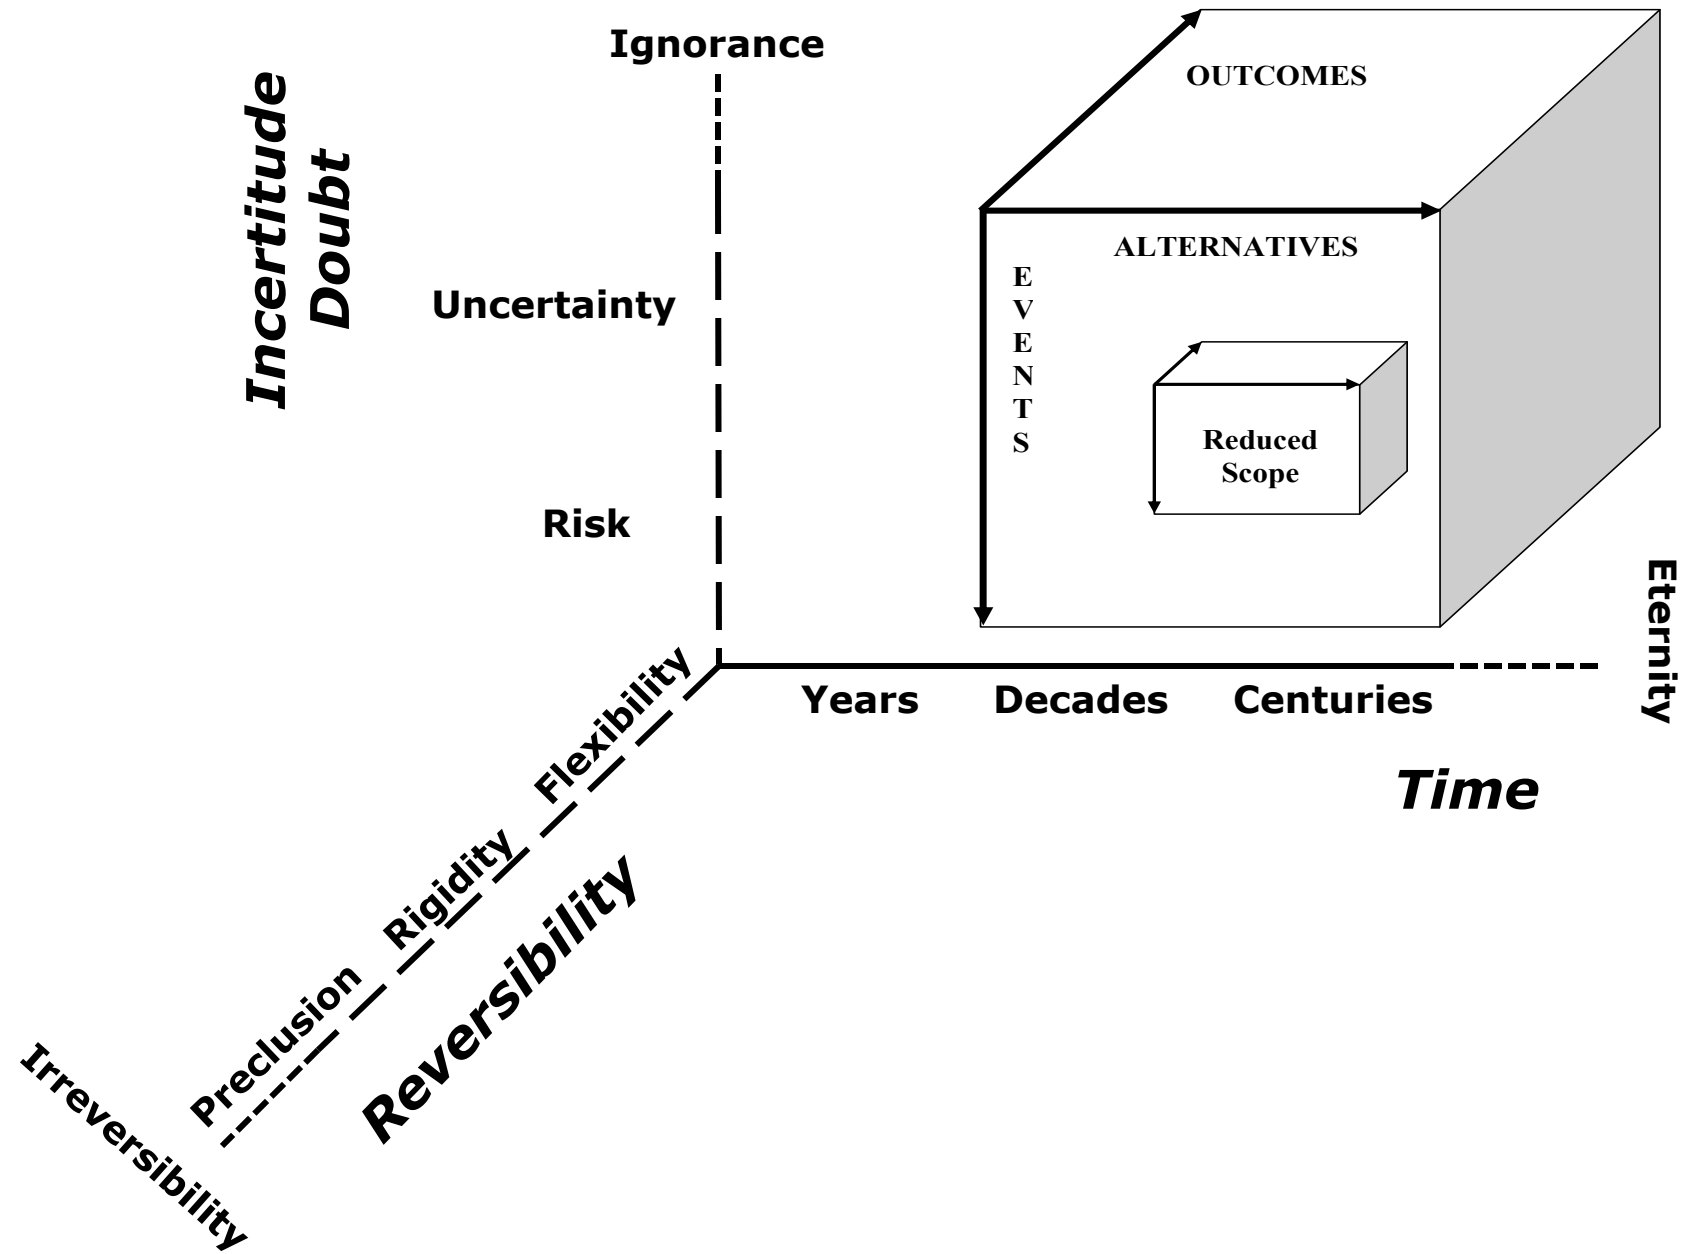 Ignorance
Incertitude
Doubt
Uncertainty
Risk
OUTCOMES
ALTERNATIVES
EVENTS
Reduced
Scope
Years
Decades
Centuries
Eternity
Time
Flexibility
Rigidity
Preclusion
Irreversibility
Reversibility